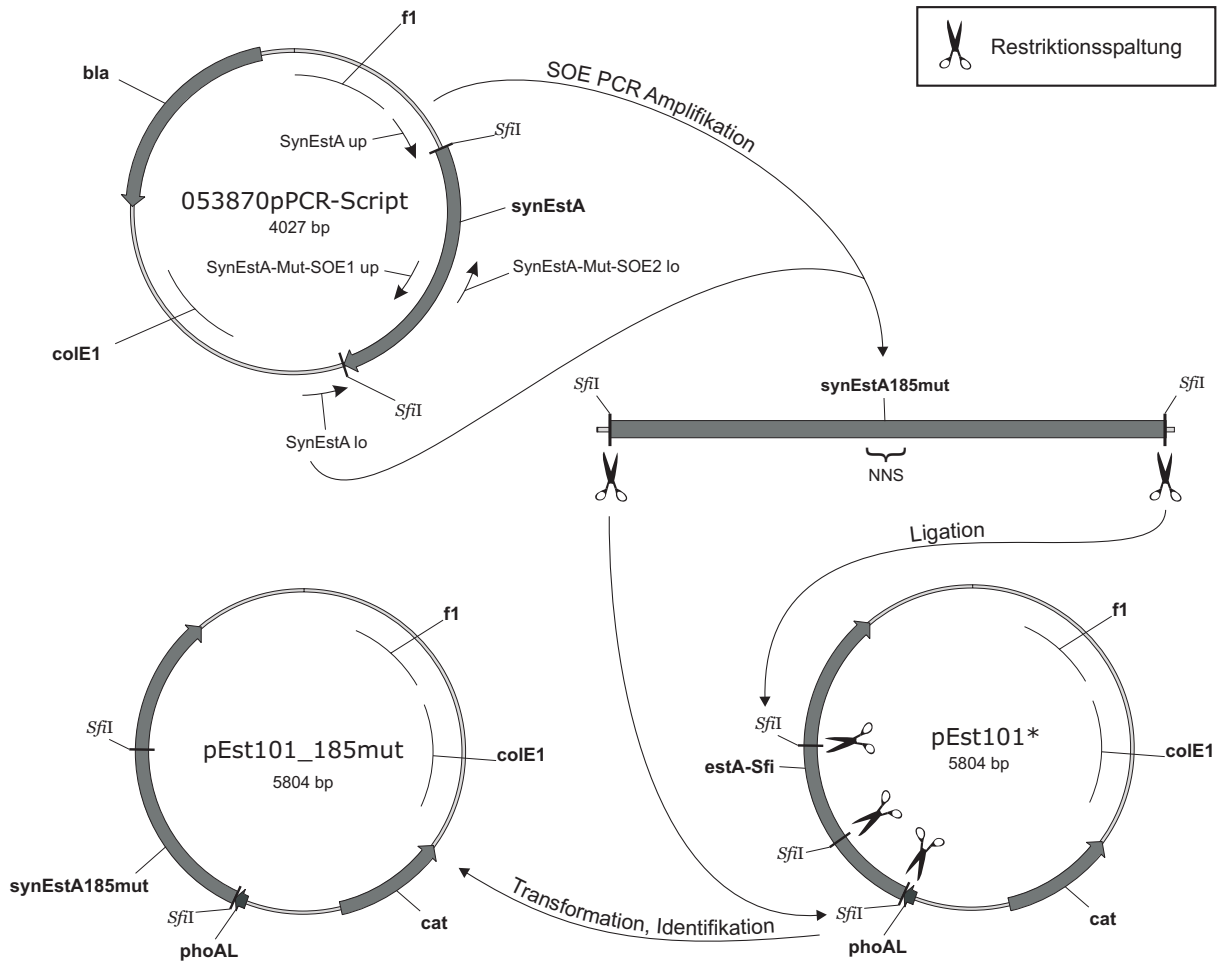 f1
bla
SynEstA up
SfiI
053870pPCR-Script
4027 bp
synEstA
SynEstA-Mut-SOE1 up
SynEstA-Mut-SOE2 lo
colE1
SfiI
SynEstA lo
SOE PCR Amplifikation
Restriktionsspaltung
synEstA185mut
SfiI
SfiI
NNS
Ligation
f1
SfiI
pEst101*
5804 bp
colE1
estA-Sfi
SfiI
SfiI
phoAL
cat
Transformation, Identifikation
f1
SfiI
pEst101_185mut
5804 bp
colE1
synEstA185mut
SfiI
phoAL
cat